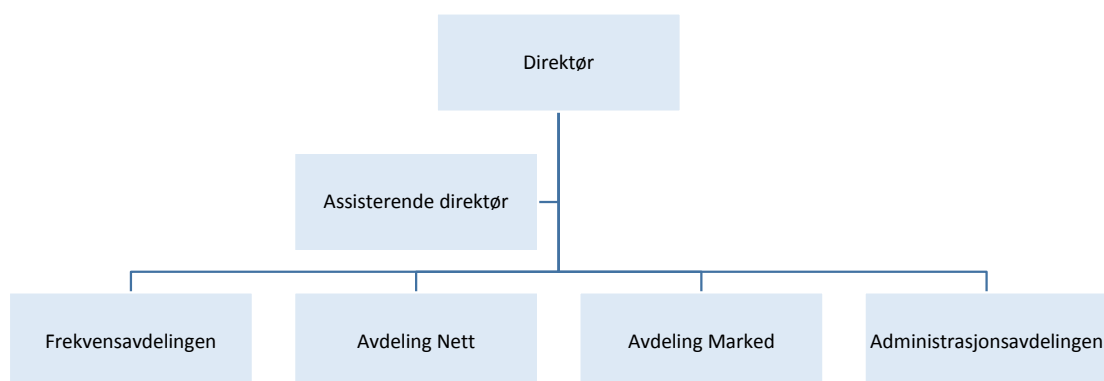 Direktør
Assisterende direktør
Frekvensavdelingen
Avdeling Nett
Avdeling Marked
Administrasjonsavdelingen